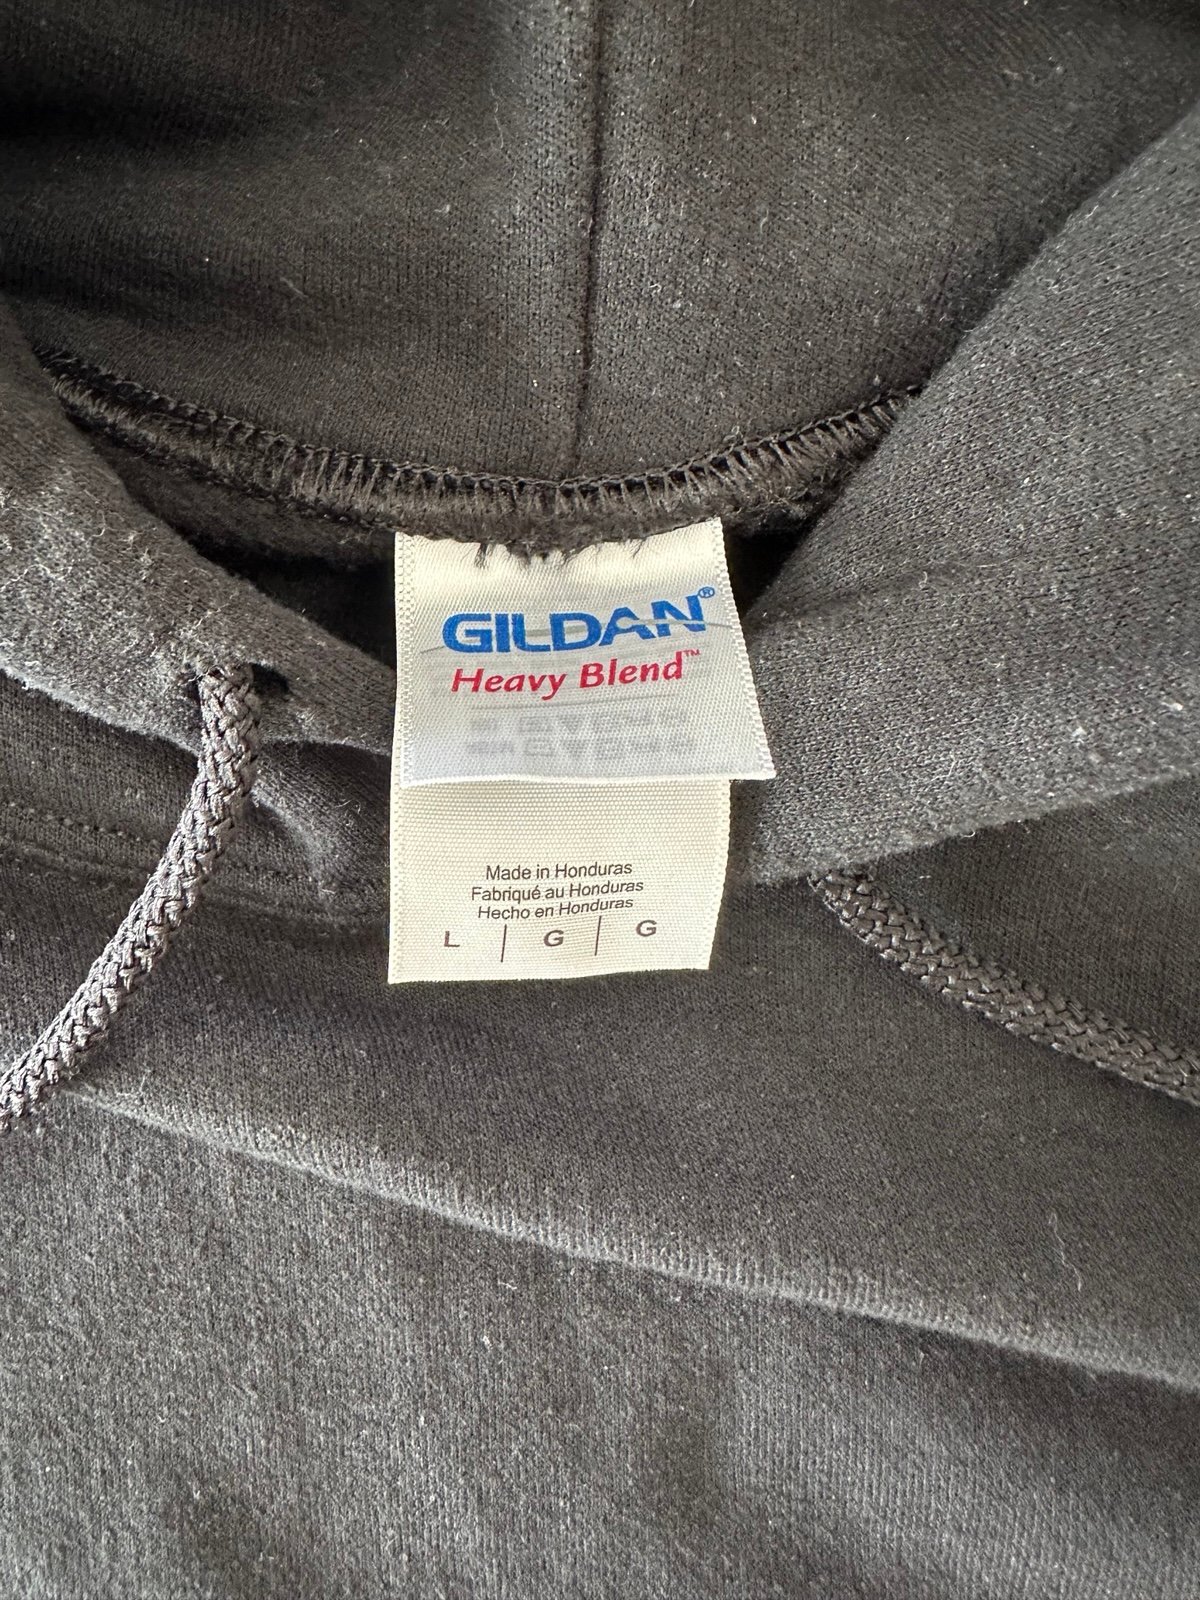 GILDAN®
Heavy Blend™
Made in Honduras
Fabriqué au Honduras
Hecho en Honduras
L | G | G